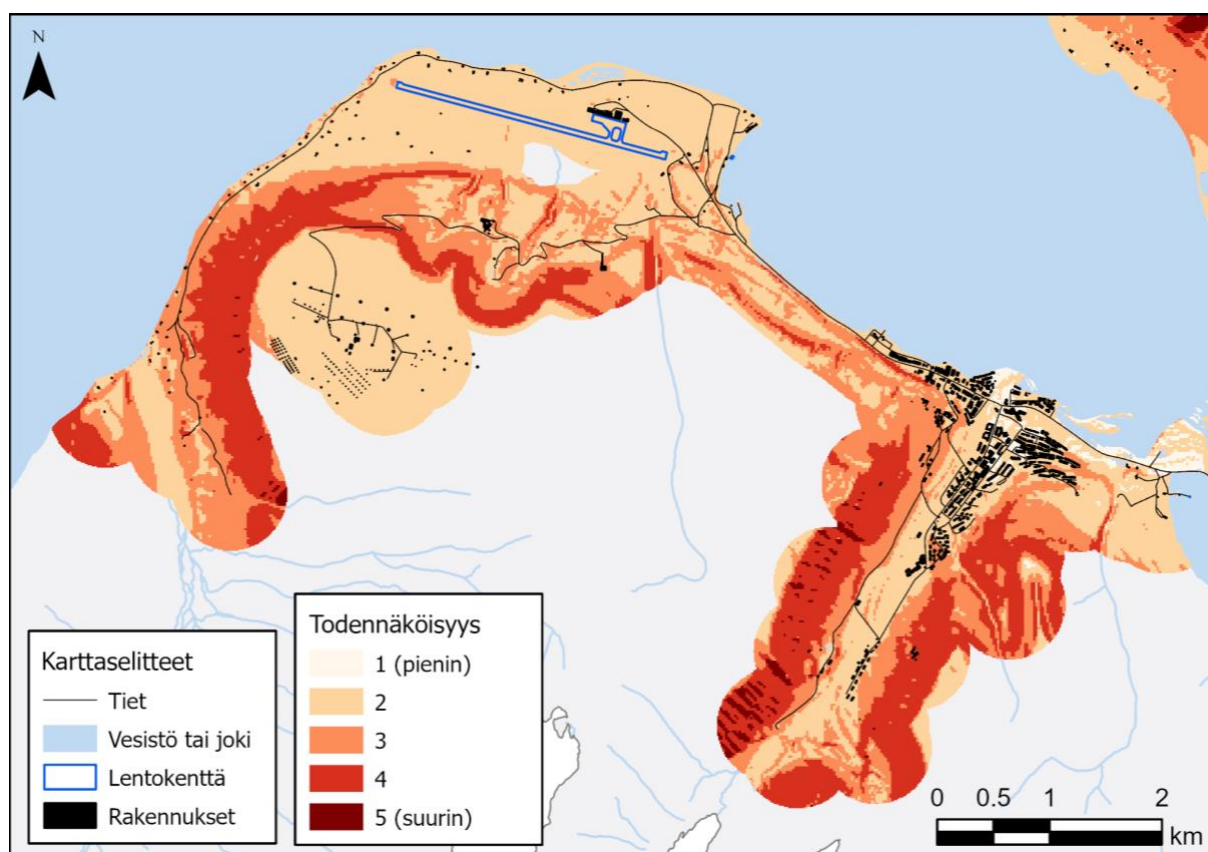 N
Karttaselitteet
Tiet
Vesistö tai joki
Lentokenttä
Rakennukset
Todennäköisyys
1 (pienin)
2
3
4
5 (suurin)
0 0.5 1 2
km